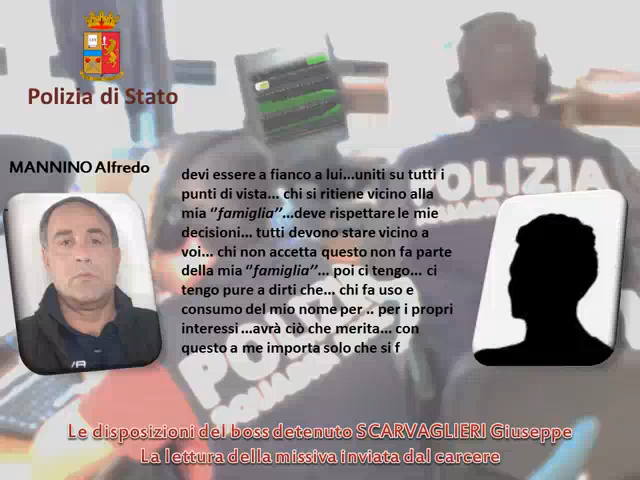 Polizia di Stato
MANNINO Alfredo
devi essere a fianco a lui...uniti su tutti i
punti di vista... chi si ritiene vicino alla
mia “famiglia”...deve rispettare le mie
decisioni... tutti devono stare vicino a
voi... chi non accetta questo non fa parte
della mia “famiglia”... poi ci tengo... ci
tengo pure a dirti che... chi fa uso e
consumo del mio nome per .. per i propri
interessi ...avrà ciò che merita... con
questo a me importa solo che si f
POLIZIA
Le disposizioni del boss detenuto SCARVAGLIERI Giuseppe
La lettura della missiva inviata dal carcere